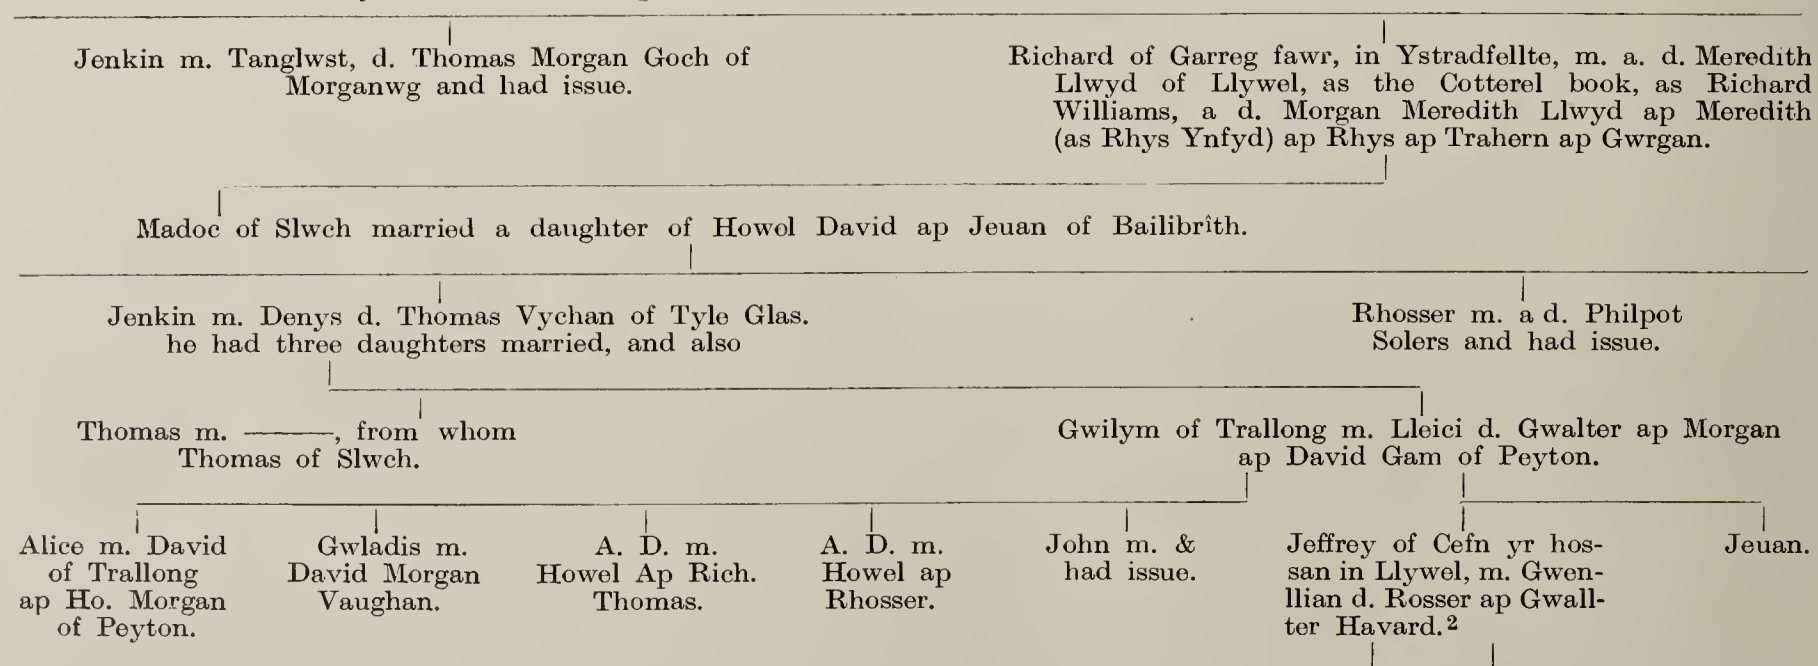 Jenkin m. Tanglwst, d. Thomas Morgan Goch of
Morganwg and had issue.
Richard of Garreg fawr, in Ystradfellte, m. a. d. Meredith
Llwyd of Llywel, as the Cotterel book, as Richard
Williams, a d. Morgan Meredith Llwyd ap Meredith
(as Rhys Ynfyd) ap Rhys ap Trahern ap Gwrgan.
Madoc of Slwch married a daughter of Howel David ap Jeuan of Bailibrîth.
Jenkin m. Denys d. Thomas Vychan of Tyle Glas.
he had three daughters married, and also
Rhosser m. a d. Philpot
Solers and had issue.
Thomas m. ———, from whom
Thomas of Slwch.
Gwilym of Trallong m. Lleici d. Gwalter ap Morgan
ap David Gam of Peyton.
Alice m. David
of Trallong
ap Ho. Morgan
of Peyton.
Gwladis m.
David Morgan
Vaughan.
A. D. m.
Howel Ap Rich.
Thomas.
A. D. m.
Howel ap
Rhosser.
John m. &
had issue.
Jeffrey of Cefn yr hos-
san in Llywel, m. Gwen-
llian d. Rosser ap Gwall-
ter Havard.²
Jeuan.